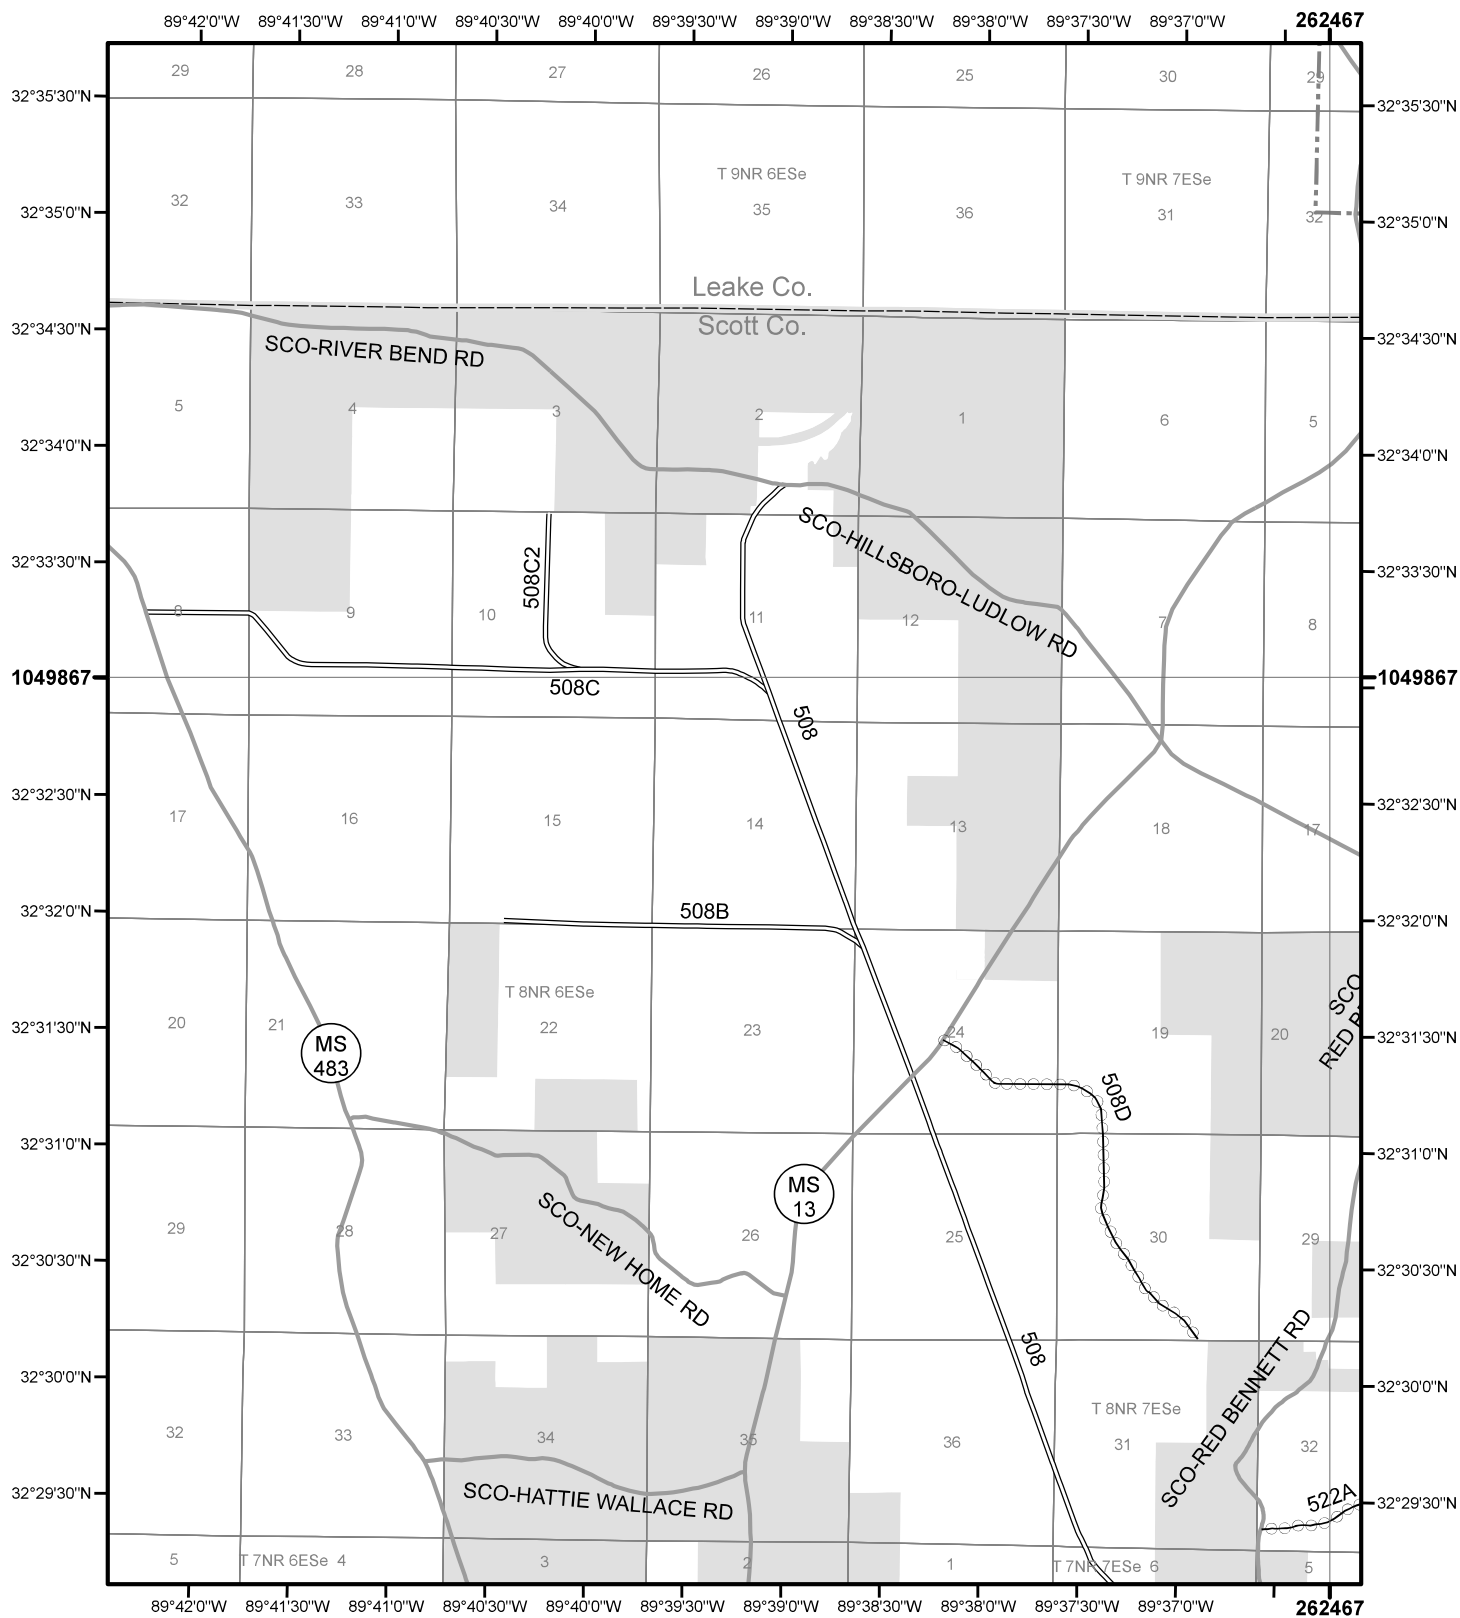 89°42'0"W 89°41'30"W 89°41'0"W 89°40'30"W 89°40'0"W 89°39'30"W 89°39'0"W 89°38'30"W 89°38'0"W 89°37'30"W 89°37'0"W 262467
29 28 27 26 25 30 29
32°35'30"N 32°35'30"N
T 9NR 6ESe T 9NR 7ESe
32 33 34 35 36 31 32
32°35'0"N 32°35'0"N
Leake Co.
Scott Co.
32°34'30"N 32°34'30"N
SCO-RIVER BEND RD
5 4 3 2 1 6 5
32°34'0"N 32°34'0"N
SCO-HILLSBORO-LUDLOW RD
32°33'30"N 32°33'30"N
508C2
8 9 10 11 12 7 8
1049867 1049867
508C
508
32°32'30"N 32°32'30"N
17 16 15 14 13 18 17
508B
32°32'0"N 32°32'0"N
T 8NR 6ESe
SCO
RED B
20 21 22 23 24 19 20
32°31'30"N 32°31'30"N
MS
483
508D
32°31'0"N 32°31'0"N
MS
13
SCO-NEW HOME RD
29 28 27 26 25 30 29
32°30'30"N 32°30'30"N
508
SCO-RED BENNETT RD
32°30'0"N 32°30'0"N
T 8NR 7ESe
32 33 34 35 36 31 32
SCO-HATTIE WALLACE RD
522A
32°29'30"N 32°29'30"N
5 T 7NR 6ESe 4 3 2 1 T 7NR 7ESe 6 5
89°42'0"W 89°41'30"W 89°41'0"W 89°40'30"W 89°40'0"W 89°39'30"W 89°39'0"W 89°38'30"W 89°38'0"W 89°37'30"W 89°37'0"W 262467